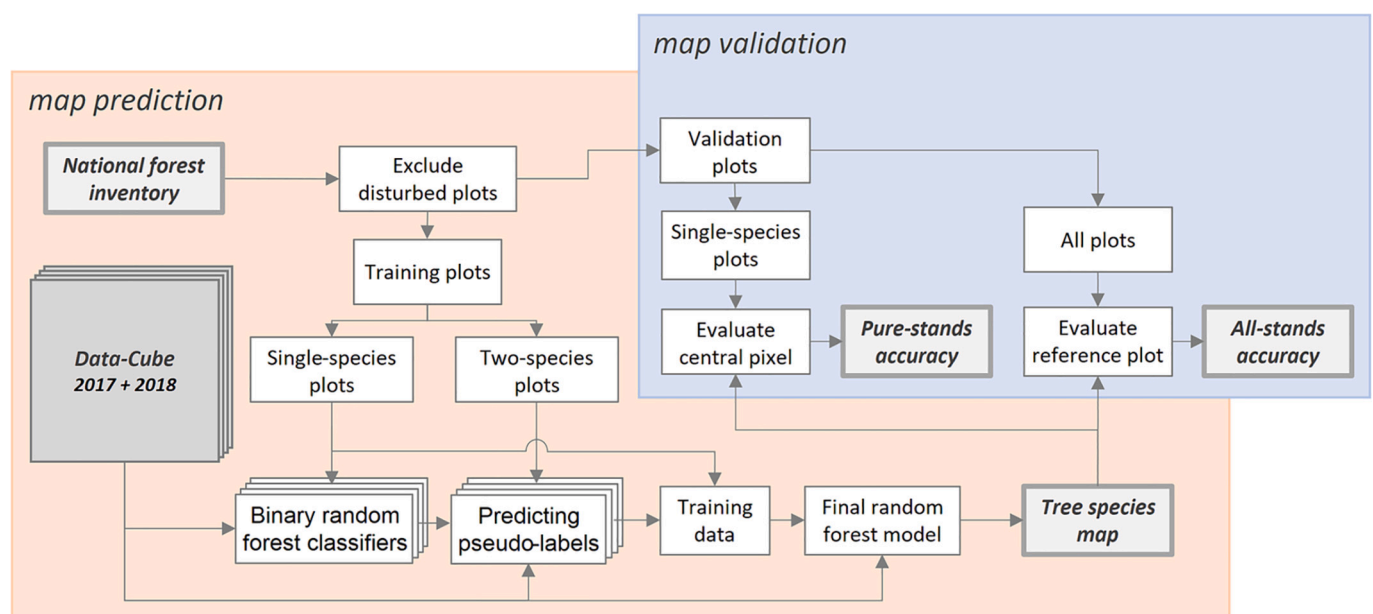 map validation
map prediction
National forest
inventory
Exclude
disturbed plots
Validation
plots
Training plots
Single-species
plots
All plots
Data-Cube
2017 + 2018
Single-species
plots
Two-species
plots
Evaluate
central pixel
Pure-stands
accuracy
Evaluate
reference plot
All-stands
accuracy
Binary random
forest classifiers
Predicting
pseudo-labels
Training
data
Final random
forest model
Tree species
map